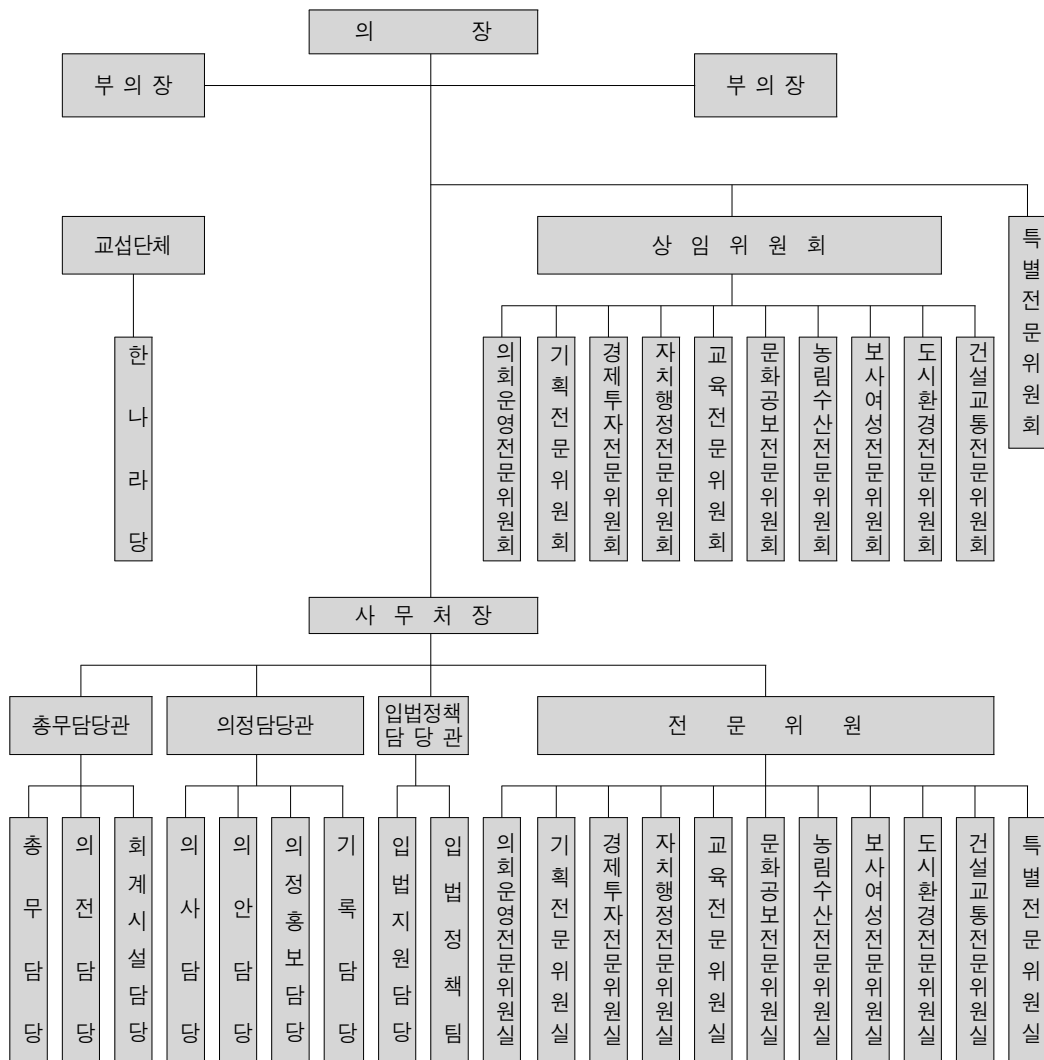 의 장
부 의 장
부 의 장
교섭단체
상 임 위 원 회
특별전문위원회
한나라당
의회운영전문위원회
기획전문위원회
경제투자전문위원회
자치행정전문위원회
교육전문위원회
문화공보전문위원회
농림수산전문위원회
보사여성전문위원회
도시환경전문위원회
건설교통전문위원회
사 무 처 장
총무담당관
의정담당관
입법정책
담 당 관
전 문 위 원
총무담당
의전담당
회계시설담당
의사담당
의안담당
의정홍보담당
기록담당
입법지원담당
입법정책팀
의회운영전문위원실
기획전문위원실
경제투자전문위원실
자치행정전문위원실
교육전문위원실
문화공보전문위원실
농림수산전문위원실
보사여성전문위원실
도시환경전문위원실
건설교통전문위원실
특별전문위원실